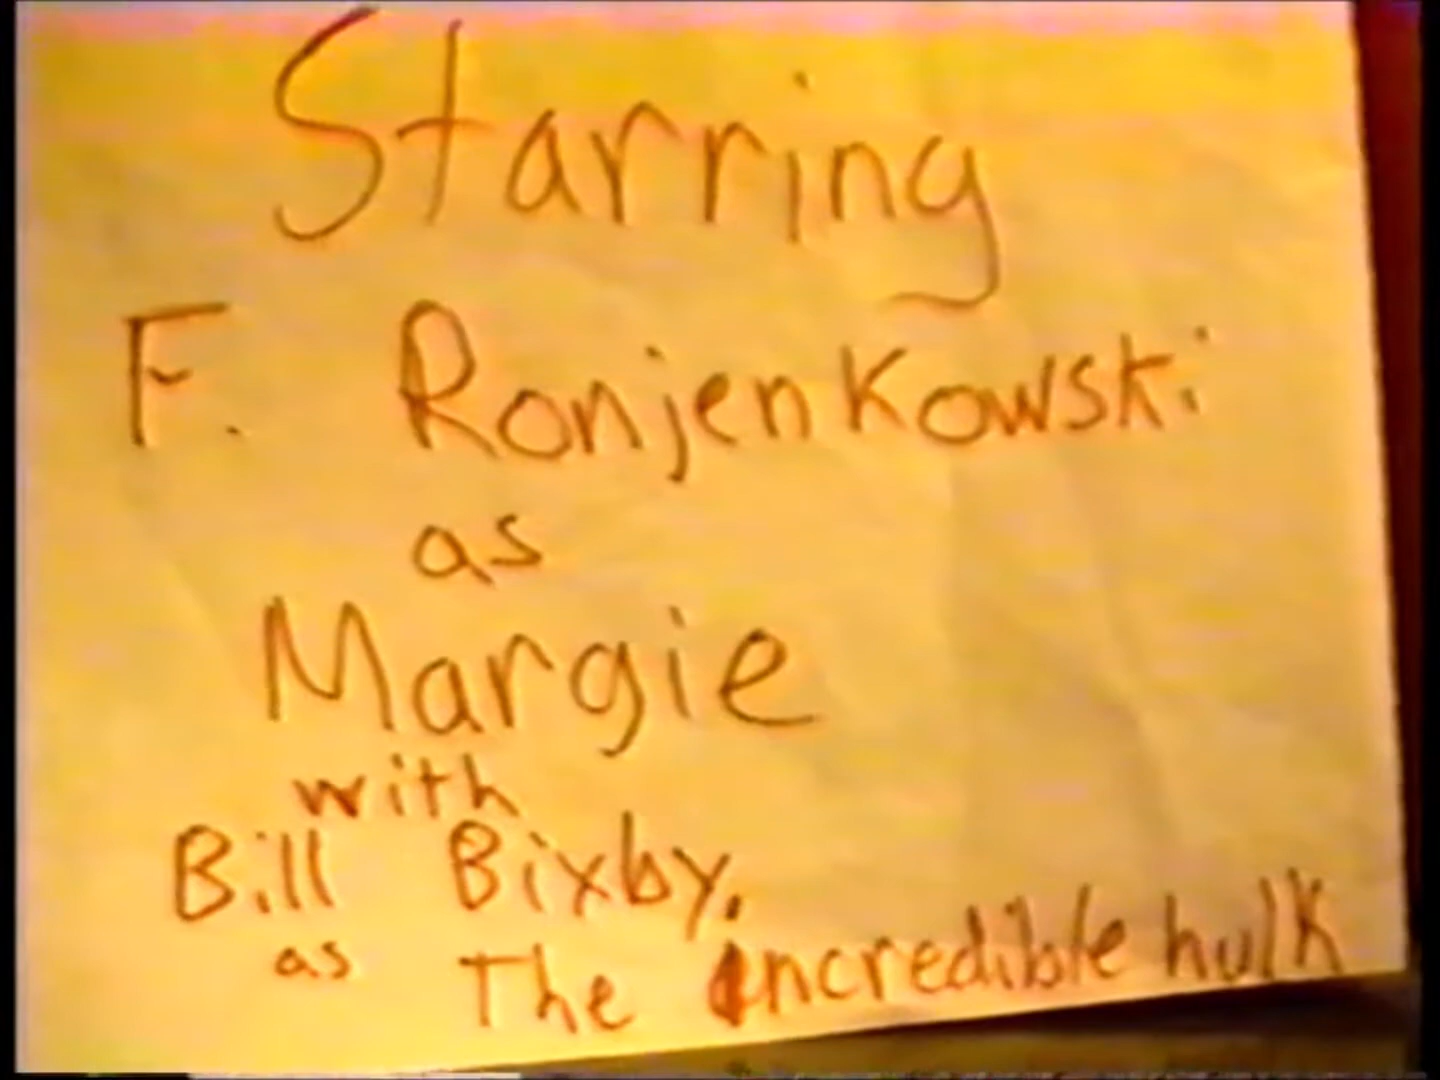 Starring
F. Ronjenkowski
as
Margie
with
Bill Bixby,
as The incredible hulk